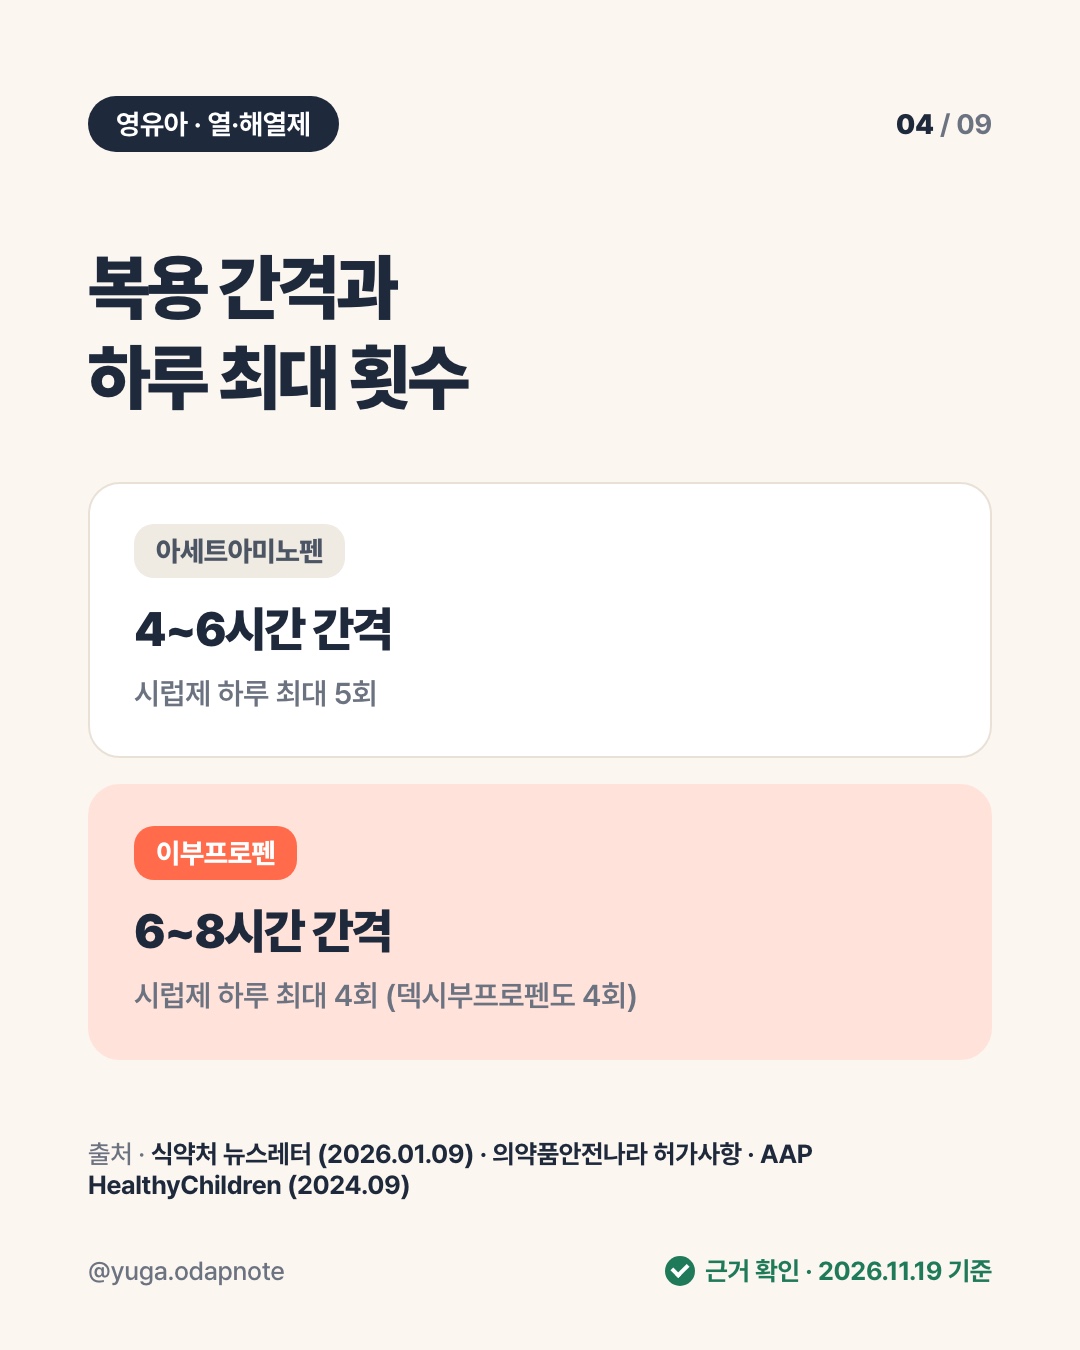 영유아 · 열·해열제
04 / 09
복용 간격과
하루 최대 횟수
아세트아미노펜
4~6시간 간격
시럽제 하루 최대 5회
이부프로펜
6~8시간 간격
시럽제 하루 최대 4회 (덱시부프로펜도 4회)
출처 · 식약처 뉴스레터 (2026.01.09) · 의약품안전나라 허가사항 · AAP
HealthyChildren (2024.09)
@yuga.odapnote
근거 확인 · 2026.11.19 기준